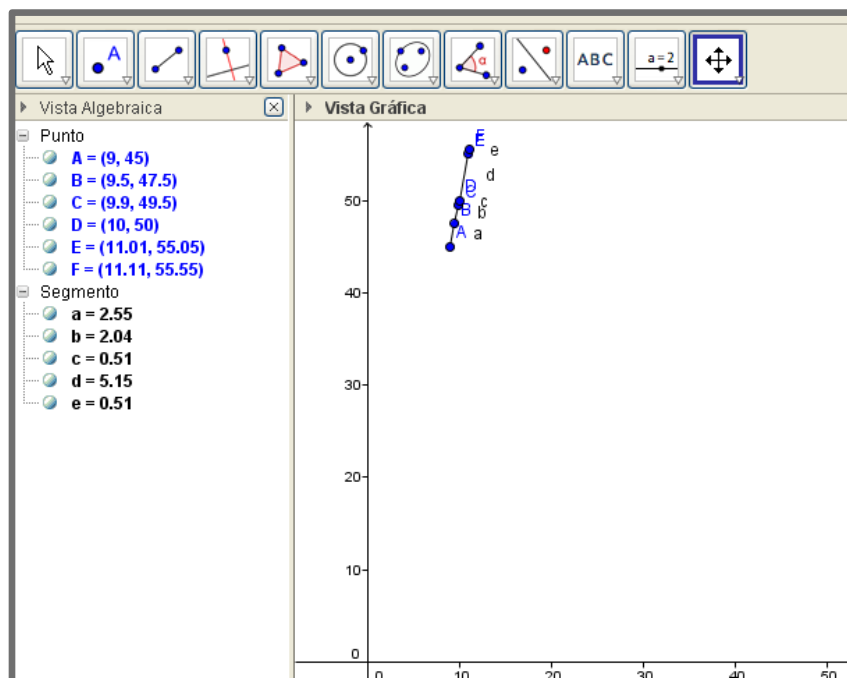 A
α
ABC
a=2
Vista Algebraica
Punto
A = (9, 45)
B = (9.5, 47.5)
C = (9.9, 49.5)
D = (10, 50)
E = (11.01, 55.05)
F = (11.11, 55.55)
Segmento
a = 2.55
b = 2.04
c = 0.51
d = 5.15
e = 0.51
Vista Gráfica
F
E
e
d
D
C
c
B
b
A
a
50
40
30
20
10
0
0
10
20
30
40
50